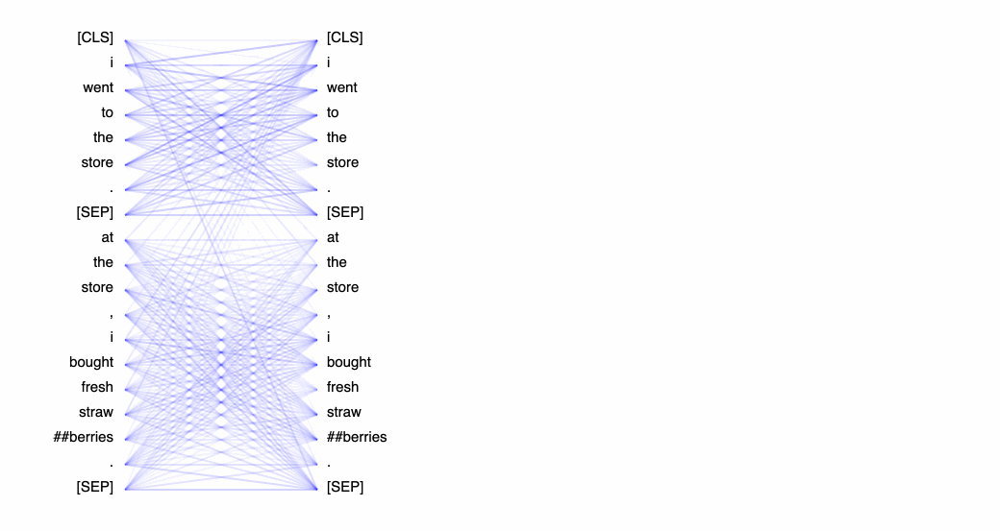 [CLS] [CLS]
i i
went went
to to
the the
store store
. .
[SEP] [SEP]
at at
the the
store store
, ,
i i
bought bought
fresh fresh
straw straw
##berries ##berries
. .
[SEP] [SEP]